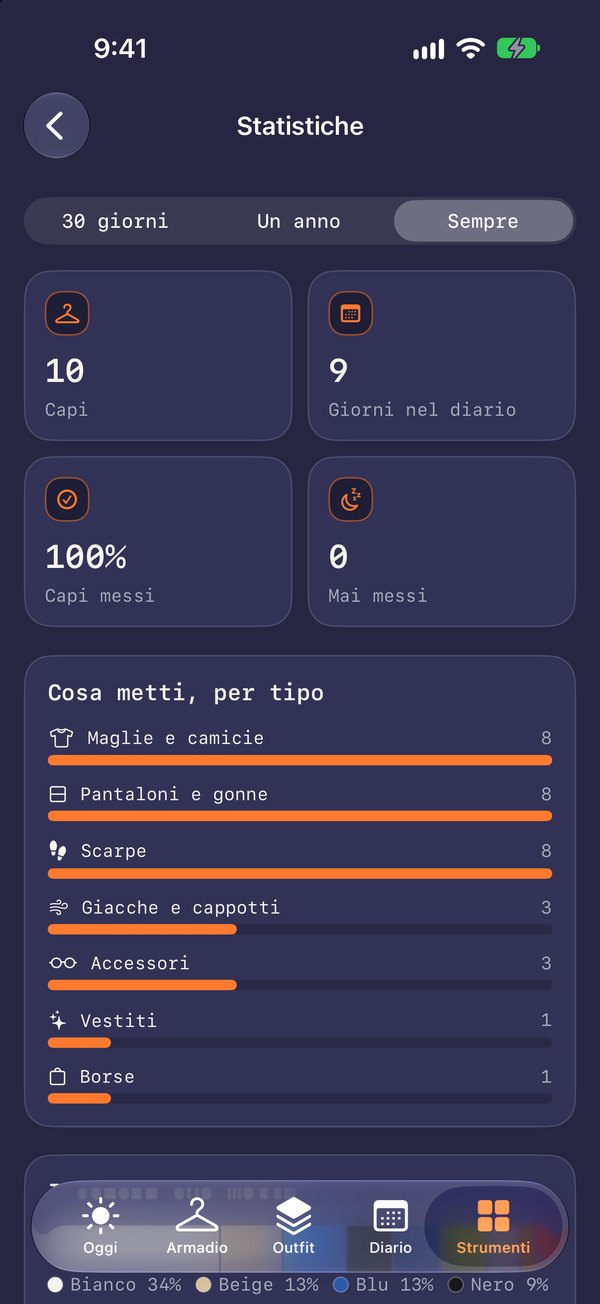 9:41
Statistiche
30 giorni Un anno Sempre
10
Capi
9
Giorni nel diario
100%
Capi messi
0
Mai messi
Cosa metti, per tipo
Maglie e camicie 8
Pantaloni e gonne 8
Scarpe 8
Giacche e cappotti 3
Accessori 3
Vestiti 1
Borse 1
Oggi Armadio Outfit Diario Strumenti
Bianco 34% Beige 13% Blu 13% Nero 9%